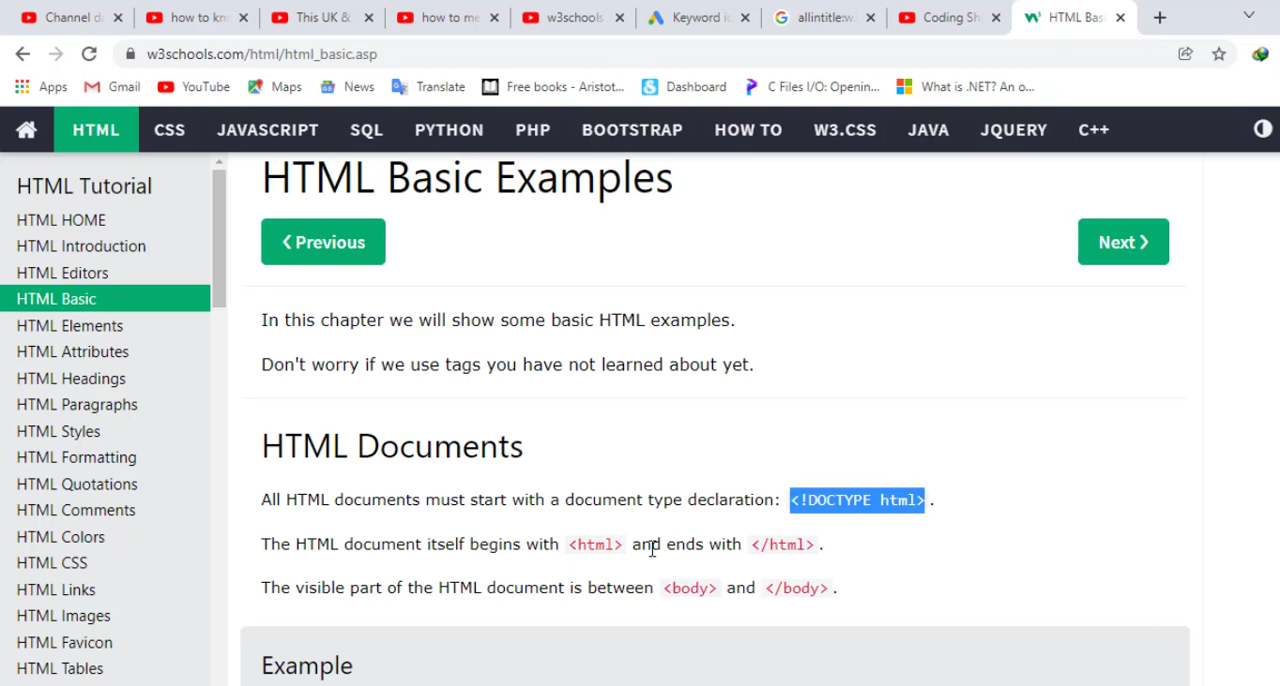 Channel da
how to kno
This UK &
how to me
w3schools
Keyword id
allintitle:w3
Coding Sh
HTML Bas
w3schools.com/html/html_basic.asp
Apps Gmail YouTube Maps News Translate Free books - Aristot... Dashboard C Files I/O: Openin... What is .NET? An o...
HTML CSS JAVASCRIPT SQL PYTHON PHP BOOTSTRAP HOW TO W3.CSS JAVA JQUERY C++
HTML Tutorial
HTML HOME
HTML Introduction
HTML Editors
HTML Basic
HTML Elements
HTML Attributes
HTML Headings
HTML Paragraphs
HTML Styles
HTML Formatting
HTML Quotations
HTML Comments
HTML Colors
HTML CSS
HTML Links
HTML Images
HTML Favicon
HTML Tables
HTML Basic Examples
❮ Previous
Next ❯
In this chapter we will show some basic HTML examples.
Don't worry if we use tags you have not learned about yet.
HTML Documents
All HTML documents must start with a document type declaration: <!DOCTYPE html>.
The HTML document itself begins with <html> and ends with </html>.
The visible part of the HTML document is between <body> and </body>.
Example